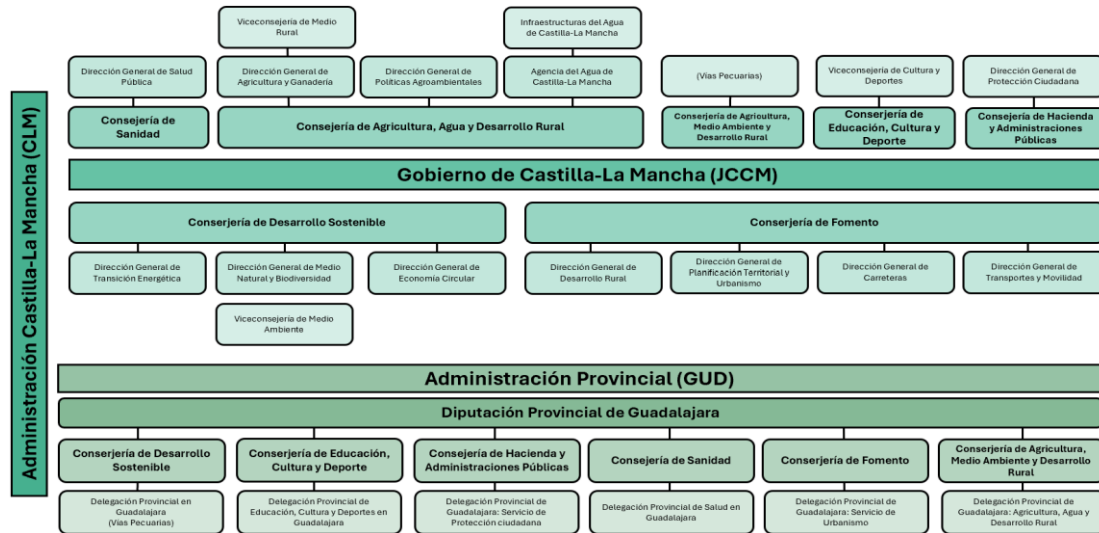 Administración Castilla-La Mancha (CLM)
Viceconsejería de Medio
Rural
Infraestructuras del Agua
de Castilla-La Mancha
Dirección General de Salud
Pública
Dirección General de
Agricultura y Ganadería
Dirección General de
Políticas Agroambientales
Agencia del Agua de
Castilla-La Mancha
(Vías Pecuarias)
Viceconsejería de Cultura y
Deportes
Dirección General de
Protección Ciudadana
Consejería de
Sanidad
Consejería de Agricultura, Agua y Desarrollo Rural
Conserjería de Agrioultura,
Medio Ambiente y
Desarrollo Rural
Conserjería de
Educación, Cultura y
Deporte
Consejería de Hacienda
y Administraciones
Públicas
Gobierno de Castilla-La Mancha (JCCM)
Conserjería de Desarrollo Sostenible
Conserjería de Fomento
Dirección General de
Transición Energética
Dirección General de Medio
Natural y Biodiversidad
Dirección General de
Economía Circular
Dirección General de
Desarrollo Rural
Dirección General de
Planificación Territorial y
Urbanismo
Dirección General de
Carreteras
Dirección General de
Transportes y Movilidad
Viceconsejería de Medio
Ambiente
Administración Provincial (GUD)
Diputación Provincial de Guadalajara
Conserjería de Desarrollo
Sostenible
Conserjería de Educación,
Cultura y Deporte
Consejería de Hacienda y
Administraciones Públicas
Consejería de Sanidad
Conserjería de Fomento
Conserjería de Agricultura,
Medio Ambiente y Desarrollo
Rural
Delegación Provincial en
Guadalajara
(Vías Pecuarias)
Delegación Provincial de
Educación, Cultura y Deportes en
Guadalajara
Delegación Provincial de
Guadalajara: Servicio de
Protección ciudadana
Delegación Provincial de Salud en
Guadalajara
Delegación Provincial de
Guadalajara: Servicio de
Urbanismo
Delegación Provincial de
Guadalajara: Agricultura, Agua
y Desarrollo Rural